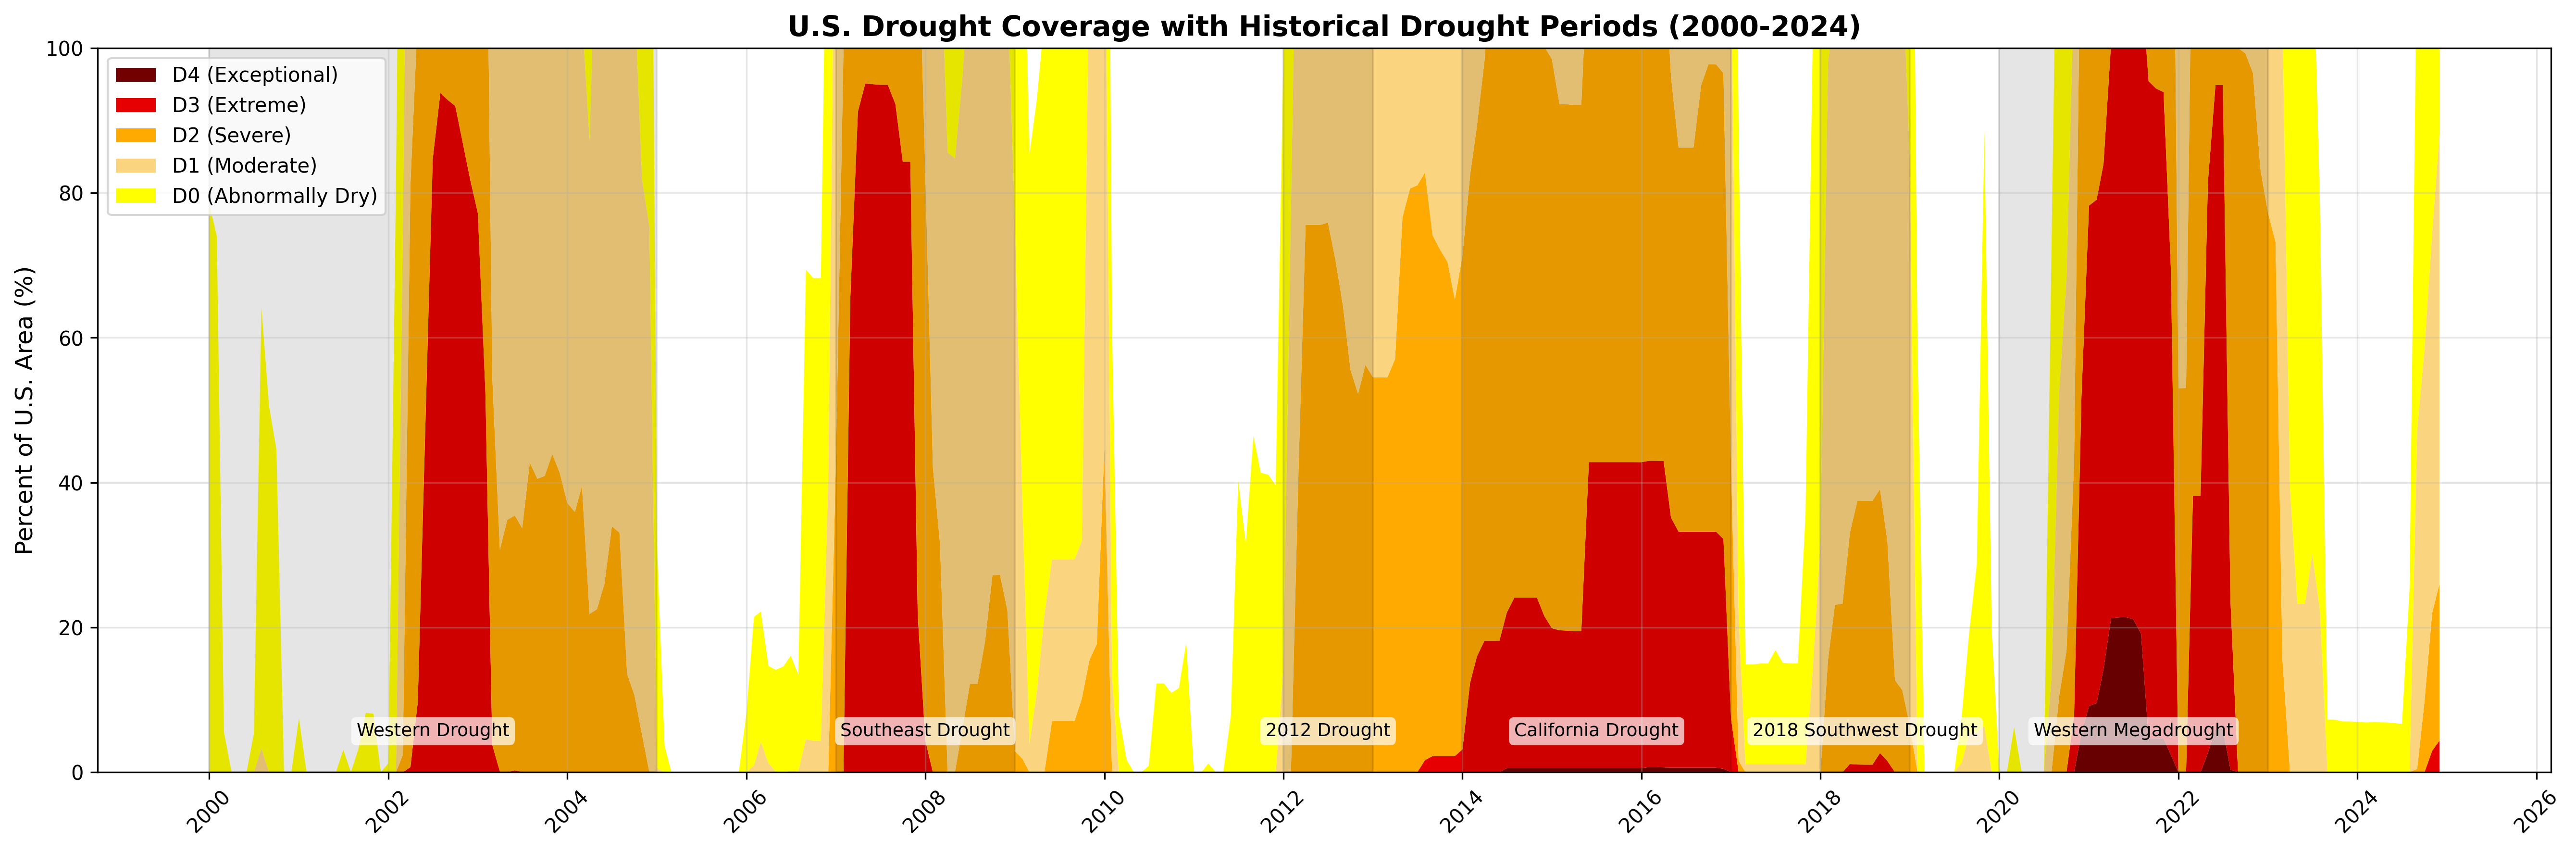 U.S. Drought Coverage with Historical Drought Periods (2000-2024)
Percent of U.S. Area (%)
100
80
60
40
20
0
D4 (Exceptional)
D3 (Extreme)
D2 (Severe)
D1 (Moderate)
D0 (Abnormally Dry)
Western Drought
Southeast Drought
2012 Drought
California Drought
2018 Southwest Drought
Western Megadrought
2000
2002
2004
2006
2008
2010
2012
2014
2016
2018
2020
2022
2024
2026